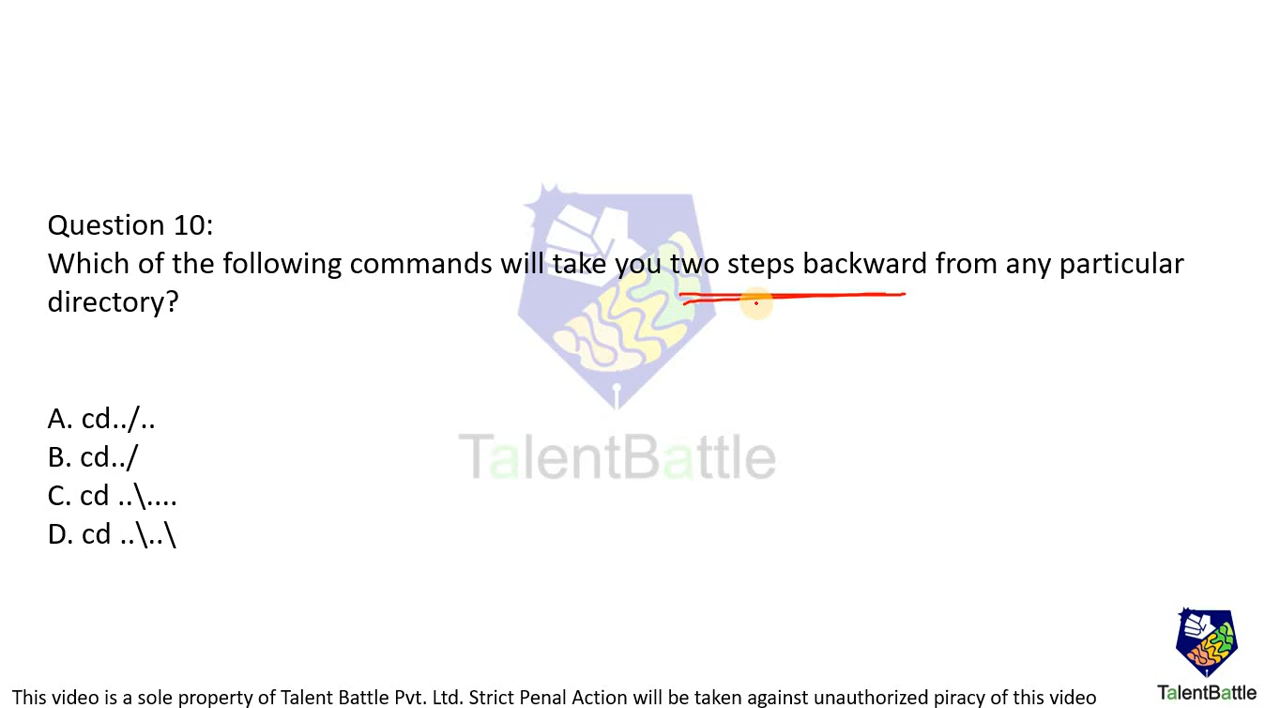 Question 10:
Which of the following commands will take you two steps backward from any particular
directory?
A. cd../..
B. cd../
C. cd ..\....
D. cd ..\..\
TalentBattle
TalentBattle
This video is a sole property of Talent Battle Pvt. Ltd. Strict Penal Action will be taken against unauthorized piracy of this video